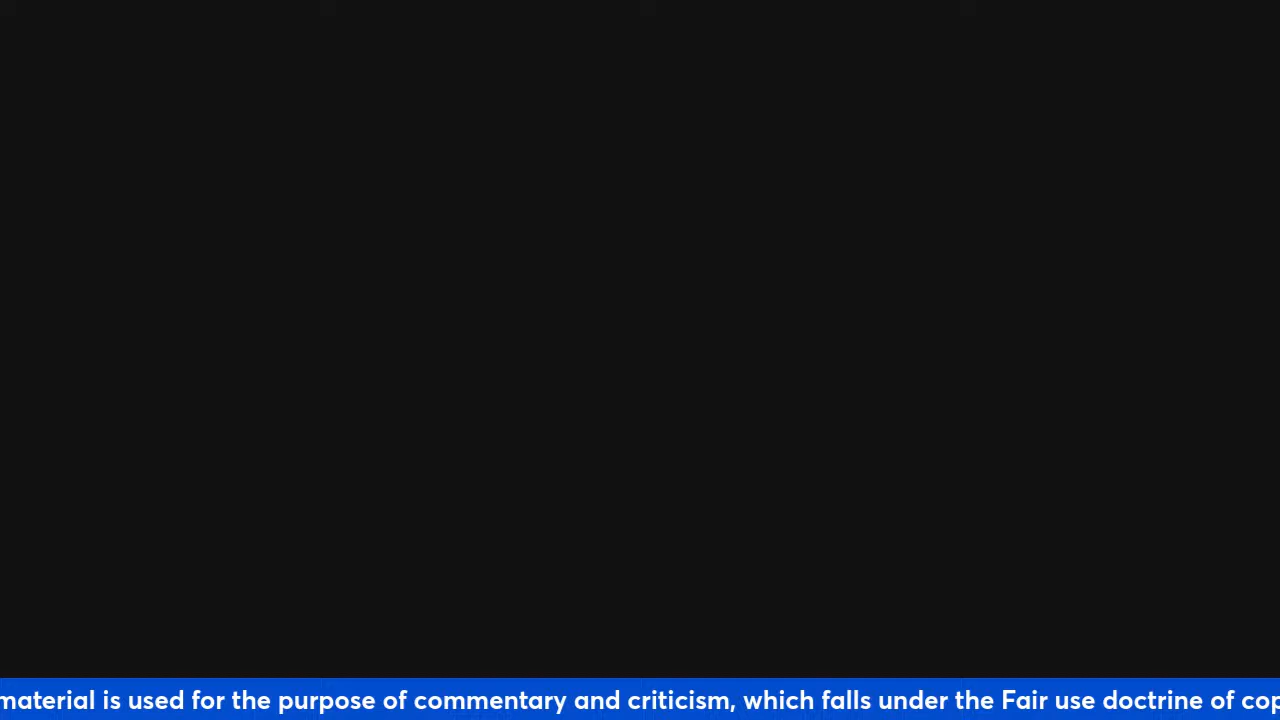 material is used for the purpose of commentary and criticism, which falls under the Fair use doctrine of cop